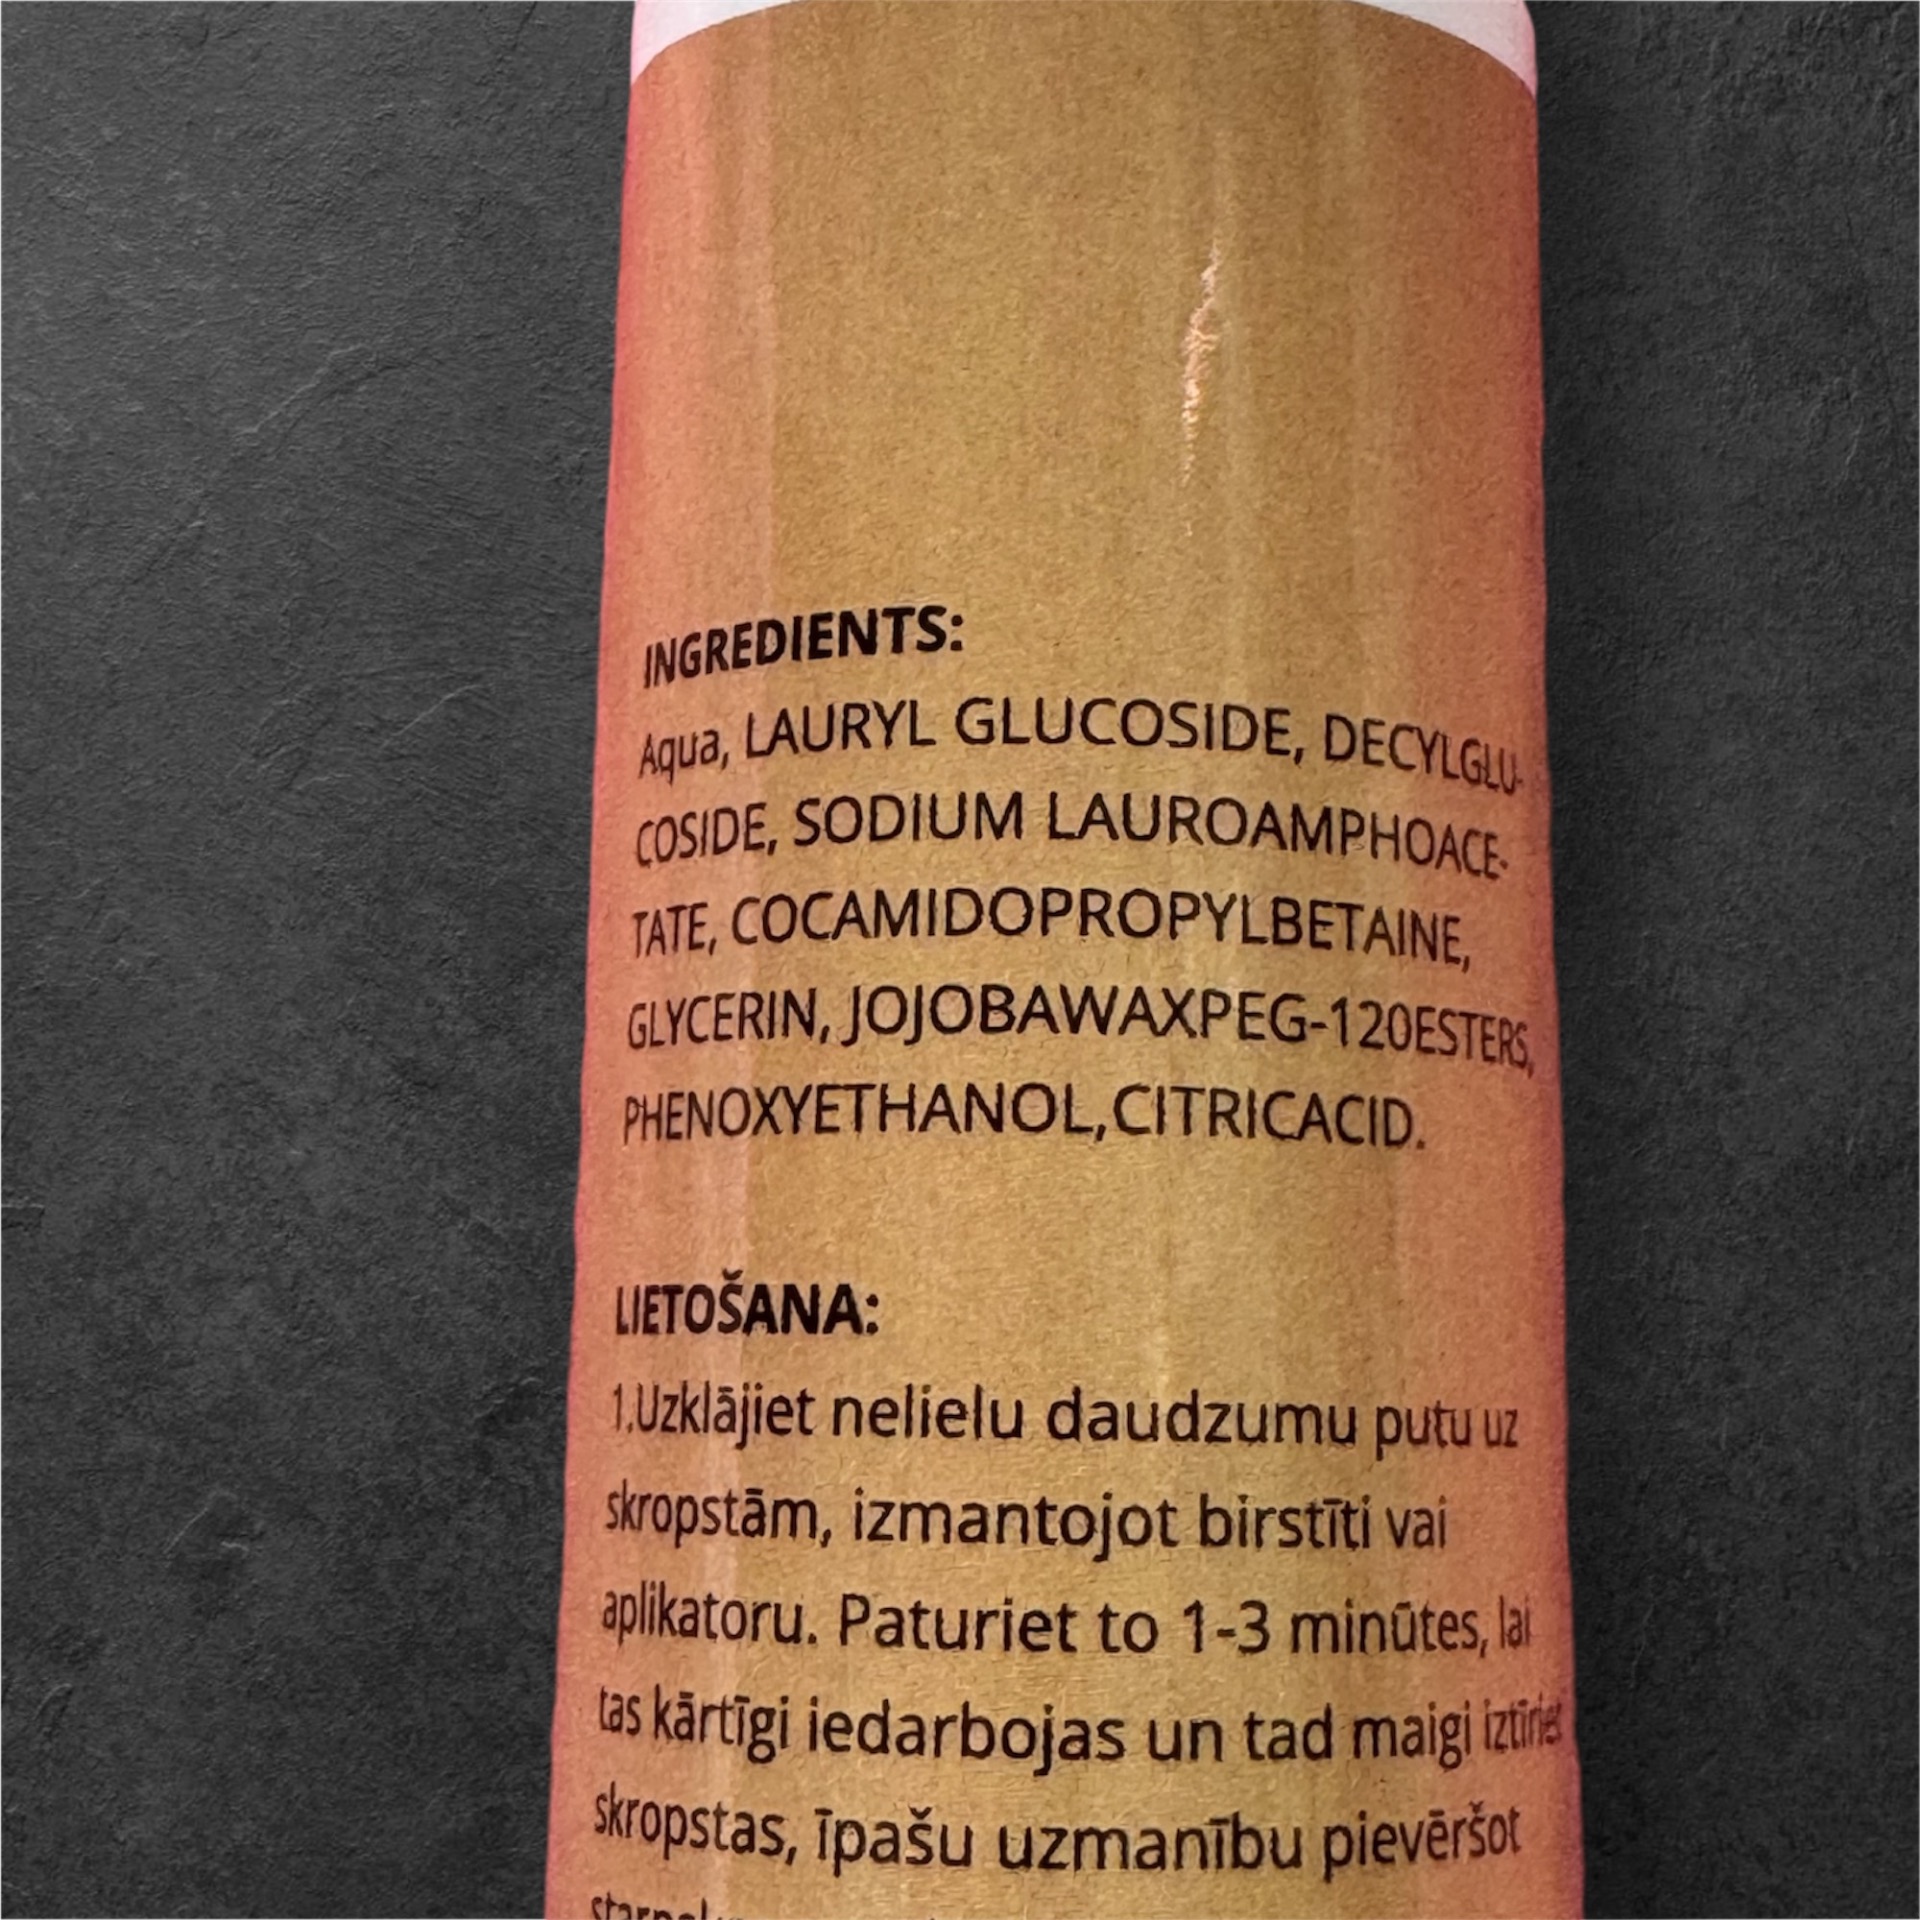 INGREDIENTS:
Aqua, LAURYL GLUCOSIDE, DECYLGLU-
COSIDE, SODIUM LAUROAMPHOACE-
TATE, COCAMIDOPROPYLBETAINE,
GLYCERIN, JOJOBAWAXPEG-120ESTERS,
PHENOXYETHANOL,CITRICACID.
LIETOŠANA:
1.Uzklājiet nelielu daudzumu putu uz
skropstām, izmantojot birstīti vai
aplikatoru. Paturiet to 1-3 minūtes, lai
tas kārtīgi iedarbojas un tad maigi iztīriet
skropstas, īpašu uzmanību pievēršot